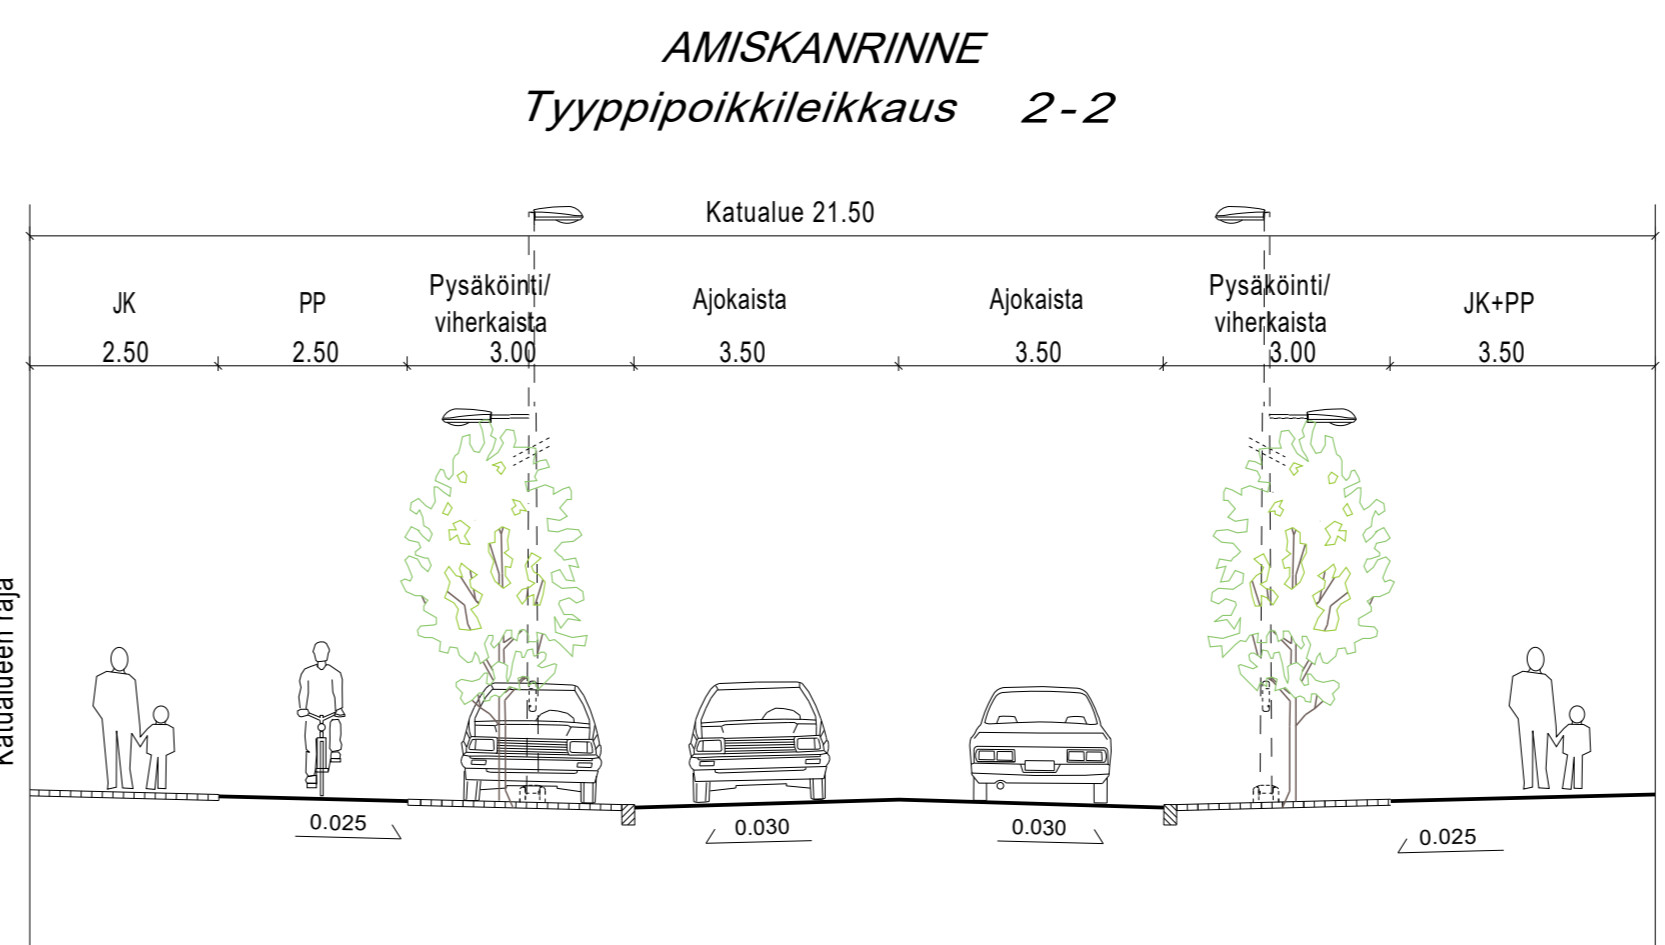 AMISKANRINNE
Tyyppipoikkileikkaus 2-2
Katualue 21.50
JK
PP
Pysäköinti/
viherkaista
Ajokaista
Ajokaista
Pysäköinti/
viherkaista
JK+PP
2.50
2.50
3.00
3.50
3.50
3.00
3.50
Katualueen raja
0.025
0.030
0.030
0.025